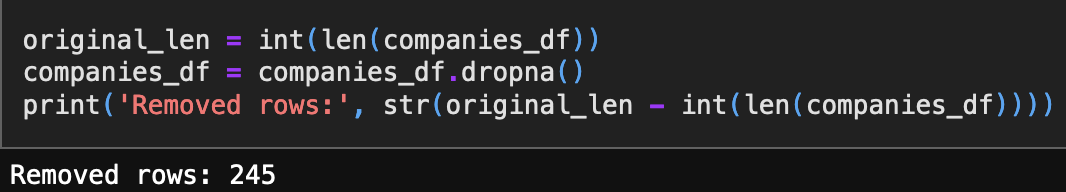 original_len = int(len(companies_df))
companies_df = companies_df.dropna()
print('Removed rows:', str(original_len - int(len(companies_df))))
Removed rows: 245